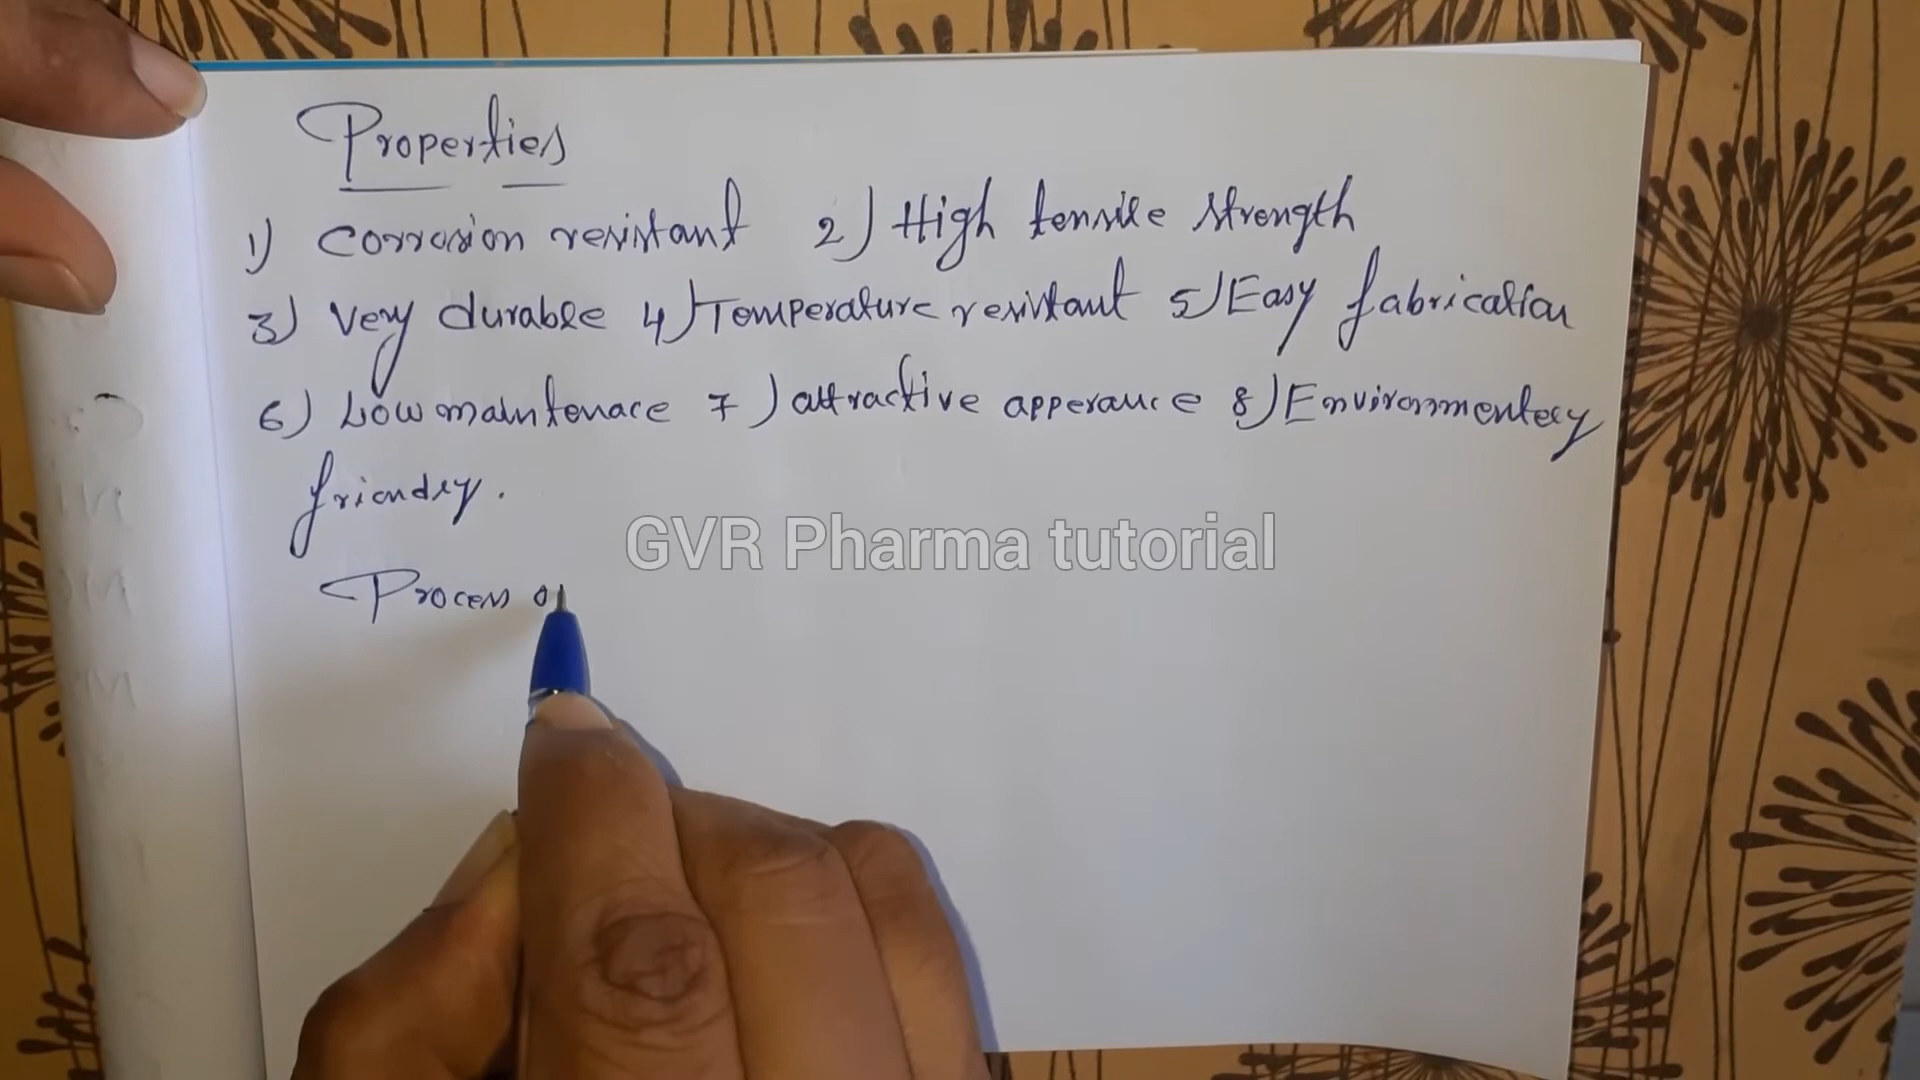 Properties
1) Corrosion resistant 2) High tensile strength
3) Very durable 4) Temperature resistant 5) Easy fabrication
6) Low maintenace 7) attractive apperance 8) Environmentely
friendly.
GVR Pharma tutorial
Process